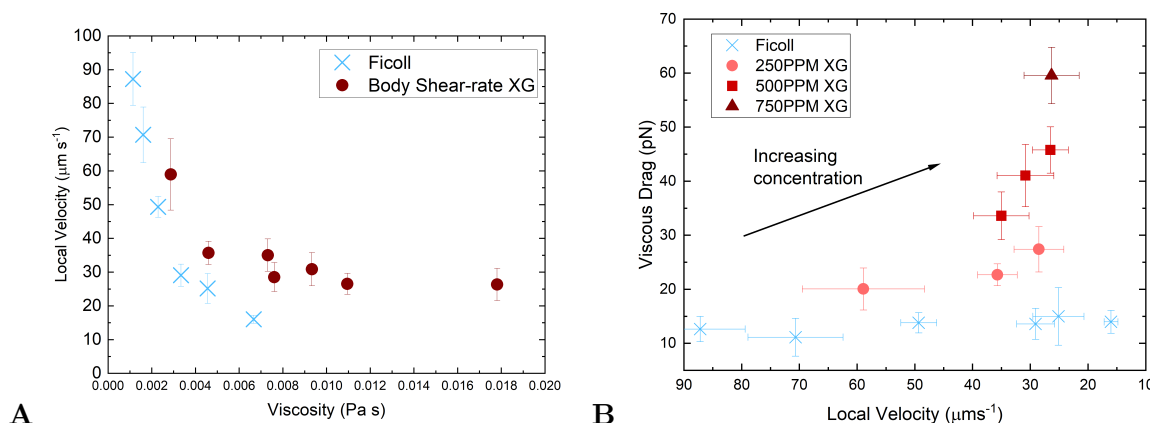 100
90
80
70
60
50
40
30
20
10
0
Local Velocity (μm s⁻¹)
Ficoll
Body Shear-rate XG
0.000 0.002 0.004 0.006 0.008 0.010 0.012 0.014 0.016 0.018 0.020
Viscosity (Pa s)
A
70
60
50
40
30
20
10
Viscous Drag (pN)
Ficoll
250PPM XG
500PPM XG
750PPM XG
Increasing
concentration
90 80 70 60 50 40 30 20 10
Local Velocity (μms⁻¹)
B